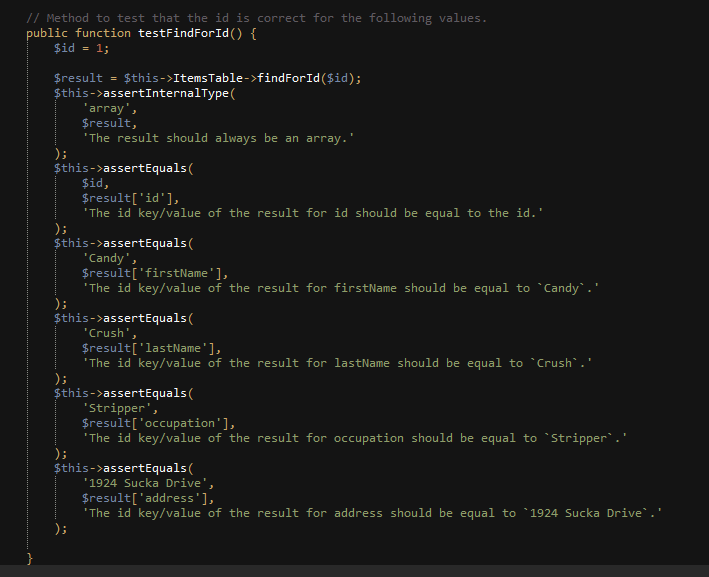 // Method to test that the id is correct for the following values.
public function testFindForId() {
$id = 1;
$result = $this->ItemsTable->findForId($id);
$this->assertInternalType(
'array',
$result,
'The result should always be an array.'
);
$this->assertEquals(
$id,
$result['id'],
'The id key/value of the result for id should be equal to the id.'
);
$this->assertEquals(
'Candy',
$result['firstName'],
'The id key/value of the result for firstName should be equal to `Candy`.'
);
$this->assertEquals(
'Crush',
$result['lastName'],
'The id key/value of the result for lastName should be equal to `Crush`.'
);
$this->assertEquals(
'Stripper',
$result['occupation'],
'The id key/value of the result for occupation should be equal to `Stripper`.'
);
$this->assertEquals(
'1924 Sucka Drive',
$result['address'],
'The id key/value of the result for address should be equal to `1924 Sucka Drive`.'
);
}